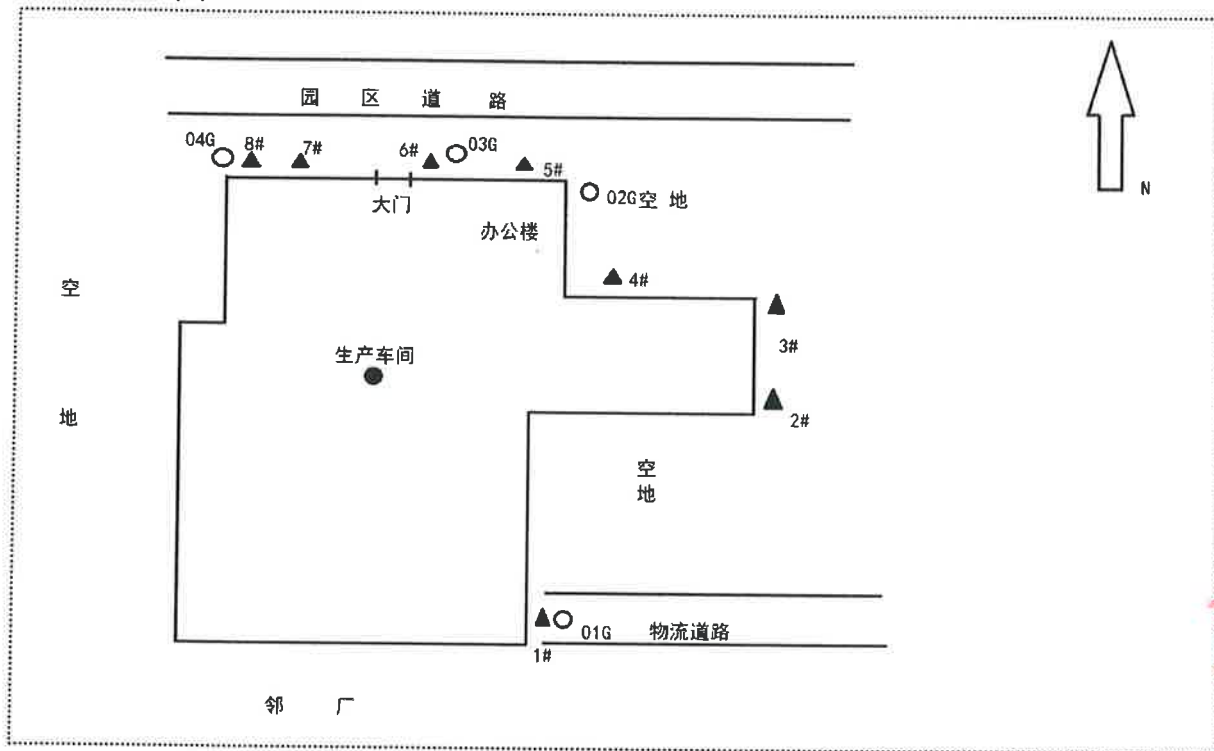 园 区 道 路
04G
8#
7#
6#
03G
5#
大门
02G空 地
N
办公楼
4#
空
地
3#
生产车间
2#
空
地
01G
物流道路
1#
邻 厂